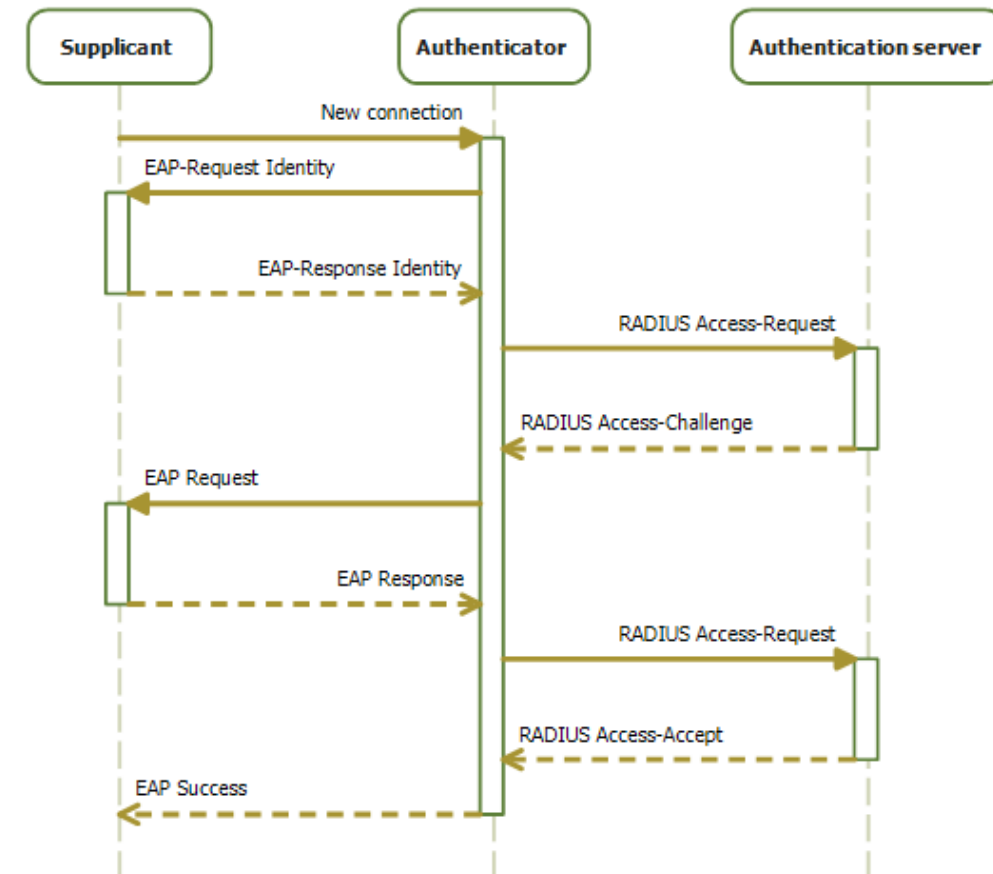 Supplicant
Authenticator
Authentication server
New connection
EAP-Request Identity
EAP-Response Identity
RADIUS Access-Request
RADIUS Access-Challenge
EAP Request
EAP Response
RADIUS Access-Request
RADIUS Access-Accept
EAP Success